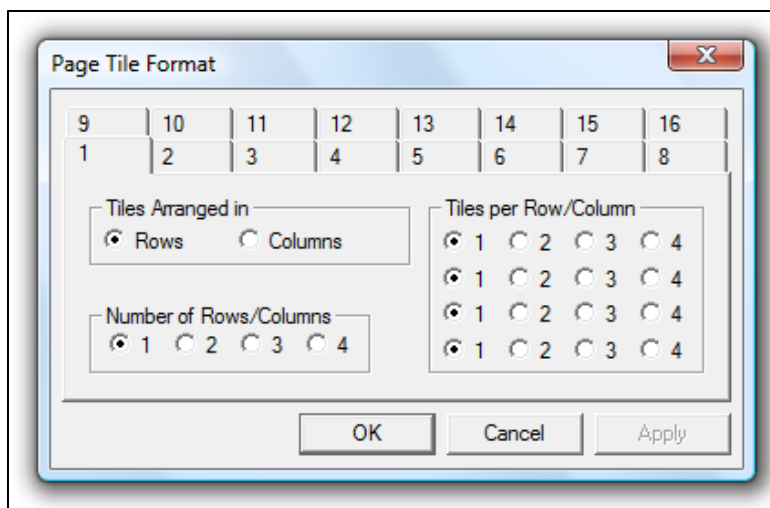 Page Tile Format
9 10 11 12 13 14 15 16
1 2 3 4 5 6 7 8
Tiles Arranged in
Rows Columns
Number of Rows/Columns
1 2 3 4
Tiles per Row/Column
1 2 3 4
1 2 3 4
1 2 3 4
1 2 3 4
OK Cancel Apply